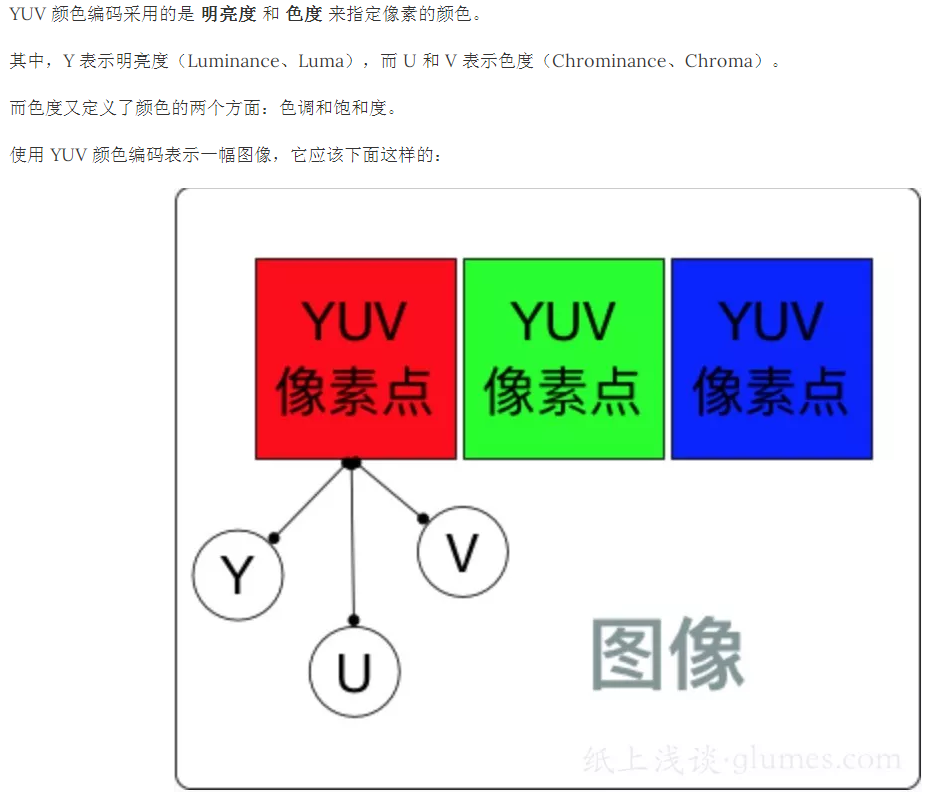 YUV 颜色编码采用的是 明亮度 和 色度 来指定像素的颜色。
其中，Y 表示明亮度（Luminance、Luma），而 U 和 V 表示色度（Chrominance、Chroma）。
而色度又定义了颜色的两个方面：色调和饱和度。
使用 YUV 颜色编码表示一幅图像，它应该下面这样的：
YUV
像素点
YUV
像素点
YUV
像素点
Y
U
V
图像
纸上浅谈·glumes.com